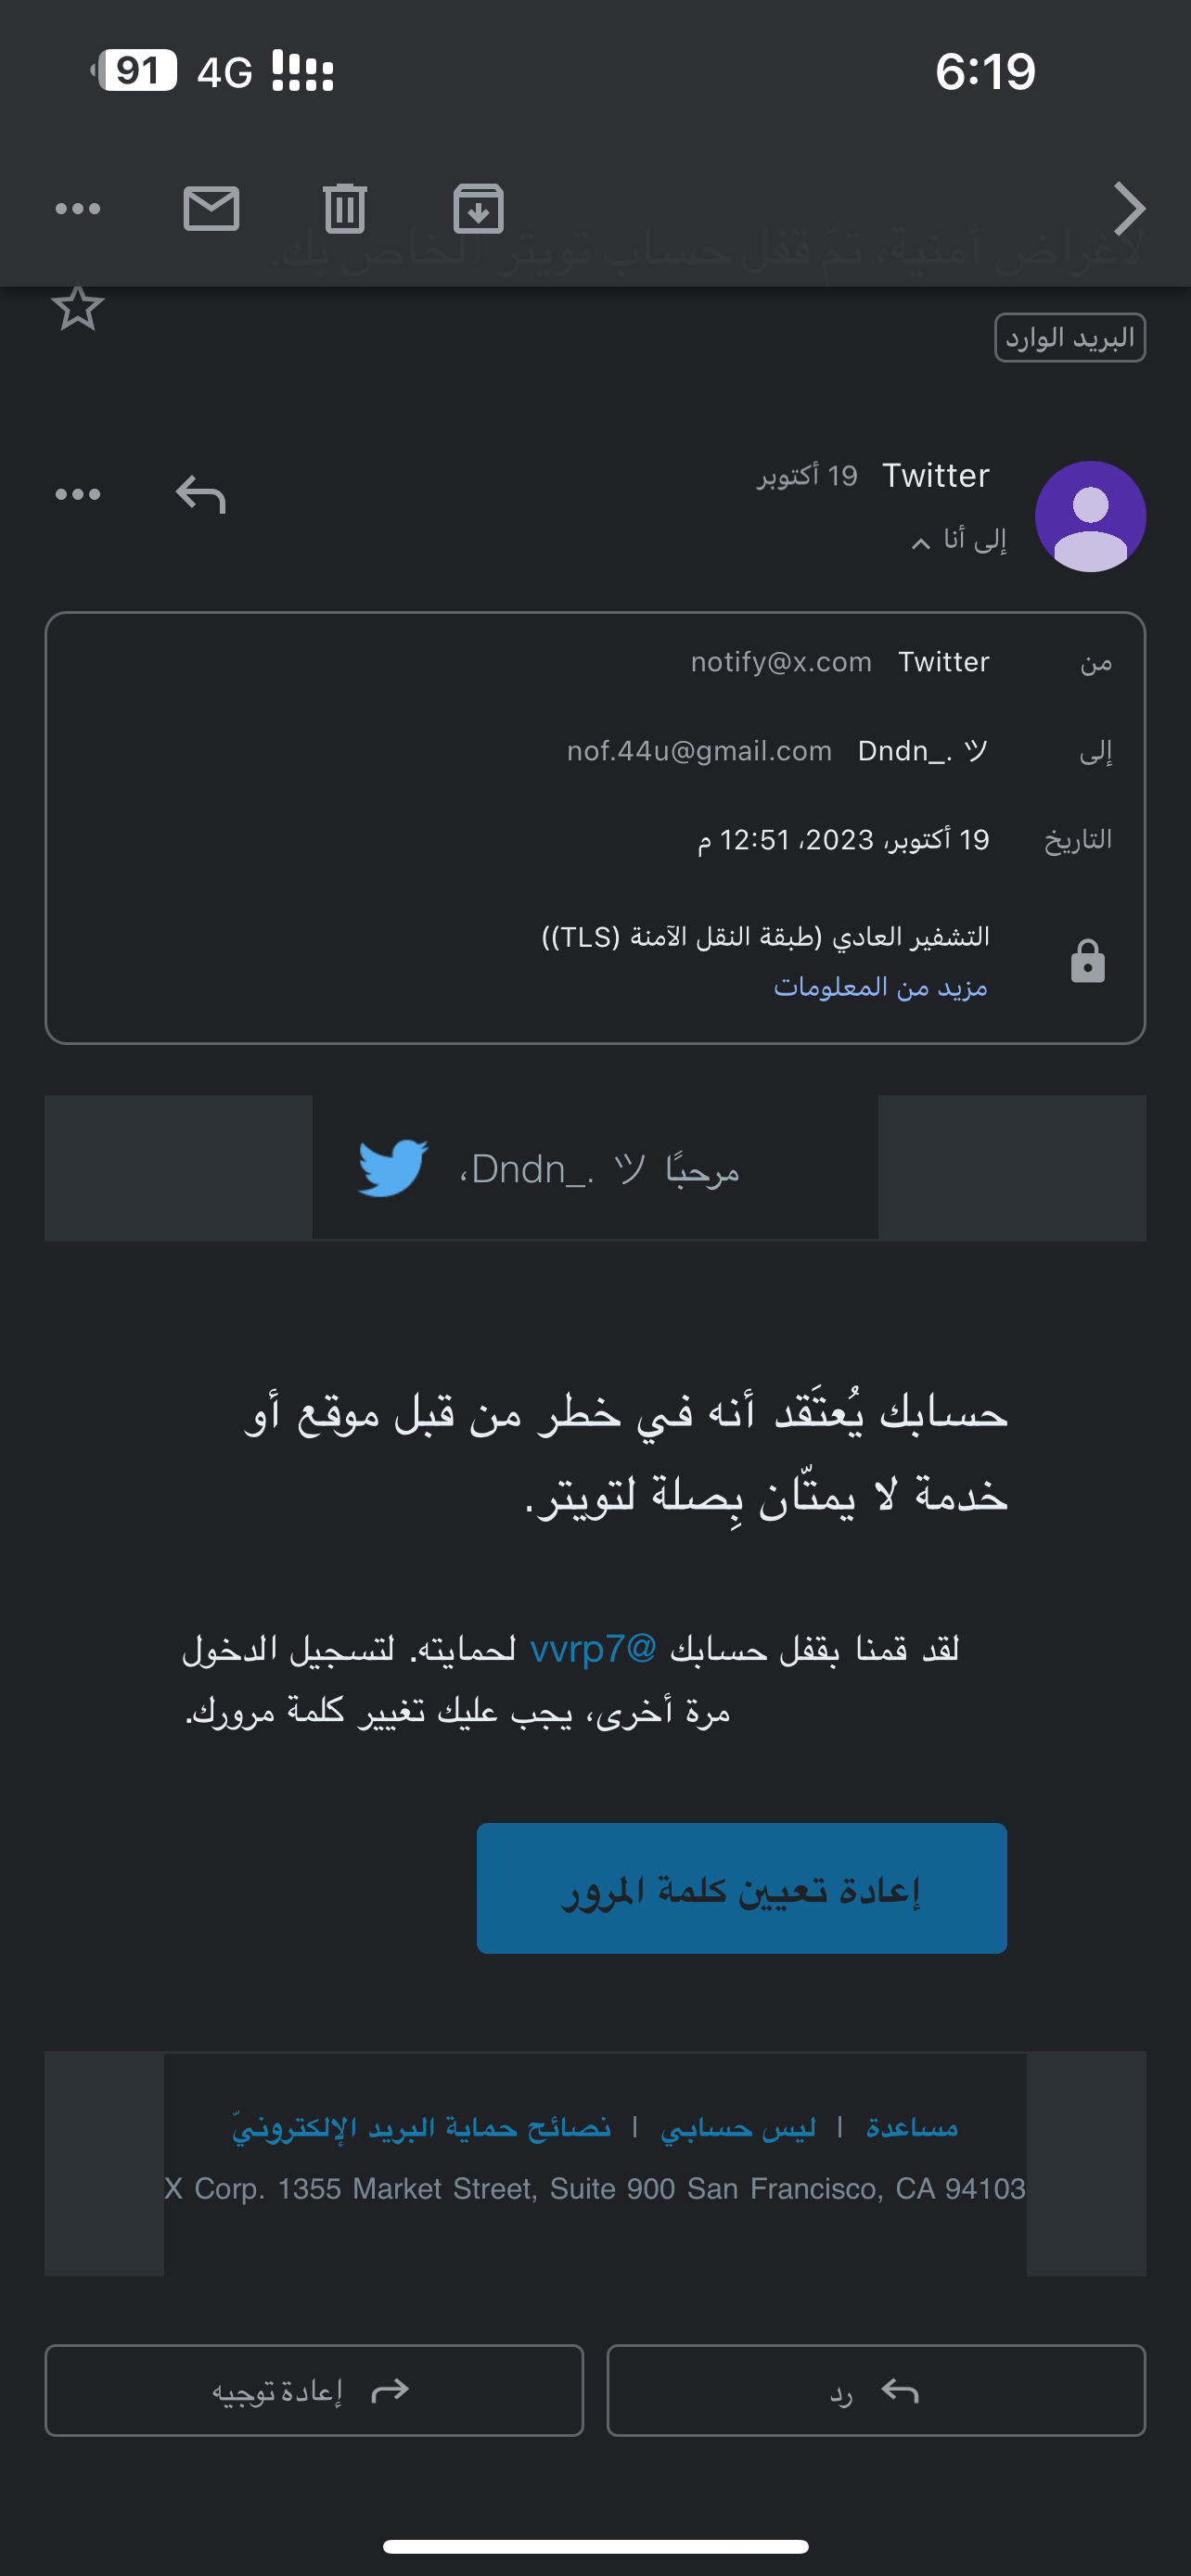 6:19
4G 91
لأغراض أمنية، تمّ قفل حساب تويتر الخاص بك.
البريد الوارد
Twitter 19 أكتوبر
إلى أنا
من Twitter notify@x.com
إلى Dndn_. ツ nof.44u@gmail.com
التاريخ 19 أكتوبر، 2023، 12:51 م
التشفير العادي (طبقة النقل الآمنة (TLS))
مزيد من المعلومات
مرحبًا Dndn_. ツ،
حسابك يُعتَقد أنه في خطر من قبل موقع أو
خدمة لا يمتّان بِصلة لتويتر.
لقد قمنا بقفل حسابك @vvrp7 لحمايته. لتسجيل الدخول
مرة أخرى، يجب عليك تغيير كلمة مرورك.
إعادة تعيين كلمة المرور
مساعدة | ليس حسابي | نصائح حماية البريد الإلكترونيّ
X Corp. 1355 Market Street, Suite 900 San Francisco, CA 94103
رد
إعادة توجيه